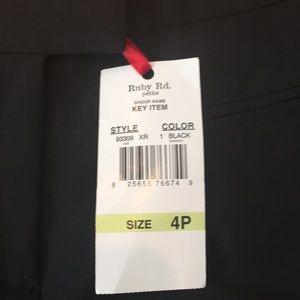 Ruby Rd.
petite
GROUP NAME
KEY ITEM
STYLE COLOR
93309 XR 1 BLACK
8 25655 76674 9
SIZE 4P